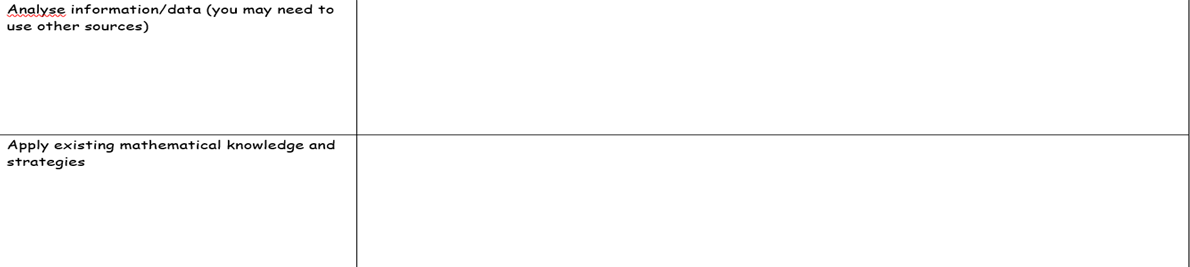 Analyse information/data (you may need to
use other sources)
Apply existing mathematical knowledge and
strategies